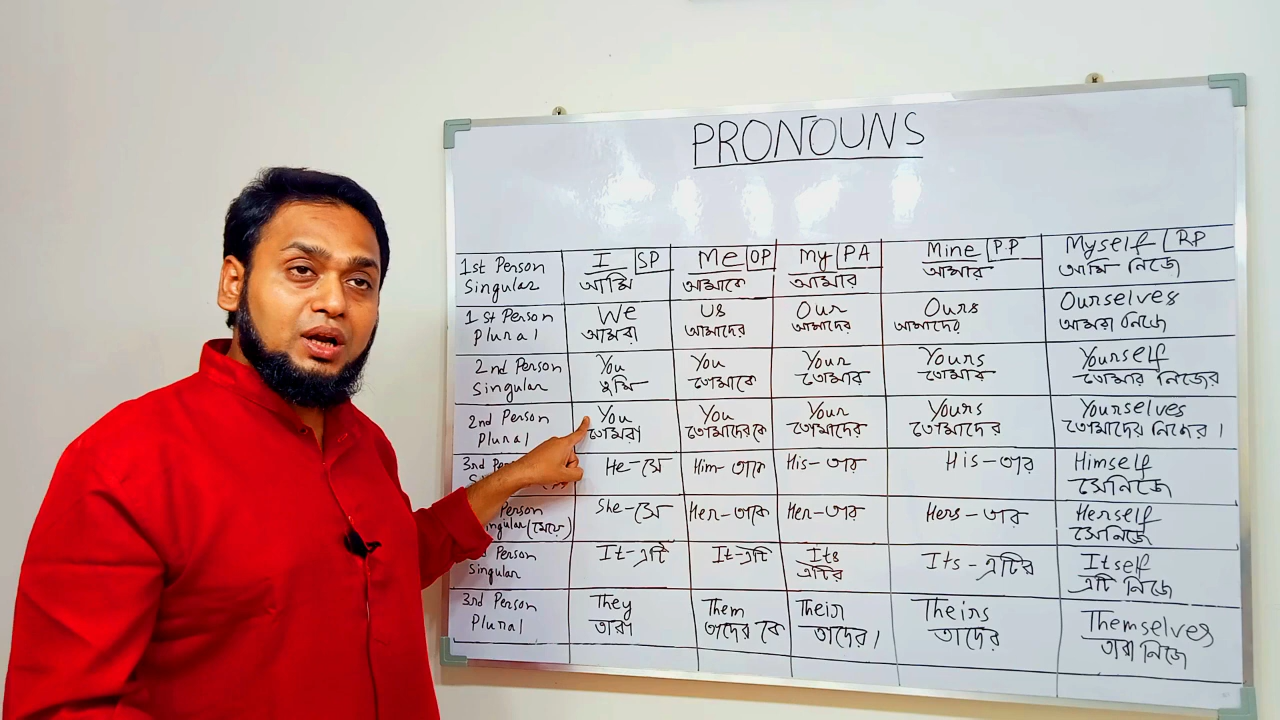 PRONOUNS
1st Person Singular
I SP
আমি
Me OP
আমাকে
My PA
আমার
Mine P.P
আমার
Myself RP
আমি নিজে
1st Person Plural
We
আমরা
Us
আমাদের
Our
আমাদের
Ours
আমাদের
Ourselves
আমরা নিজে
2nd Person Singular
You
তুমি
You
তোমাকে
Your
তোমার
Yours
তোমার
Yourself
তোমার নিজের
2nd Person Plural
You
তোমরা
You
তোমাদেরকে
Your
তোমাদের
Yours
তোমাদের
Yourselves
তোমাদের নিজের।
3rd
He-সে
Him-তাকে
His-তার
His-তার
Himself
সেনিজে
Person
(মেয়ে)
She-সে
Her-তাকে
Her-তার
Hers-তার
Herself
সেনিজে
Person
Singular
It-এটি
It-এটি
Its
এটির
Its-এটির
Itself
এটি নিজে
3rd Person
Plural
They
তারা
Them
তাদের কে
Their
তাদের।
Theirs
তাদের
Themselves
তারা নিজে